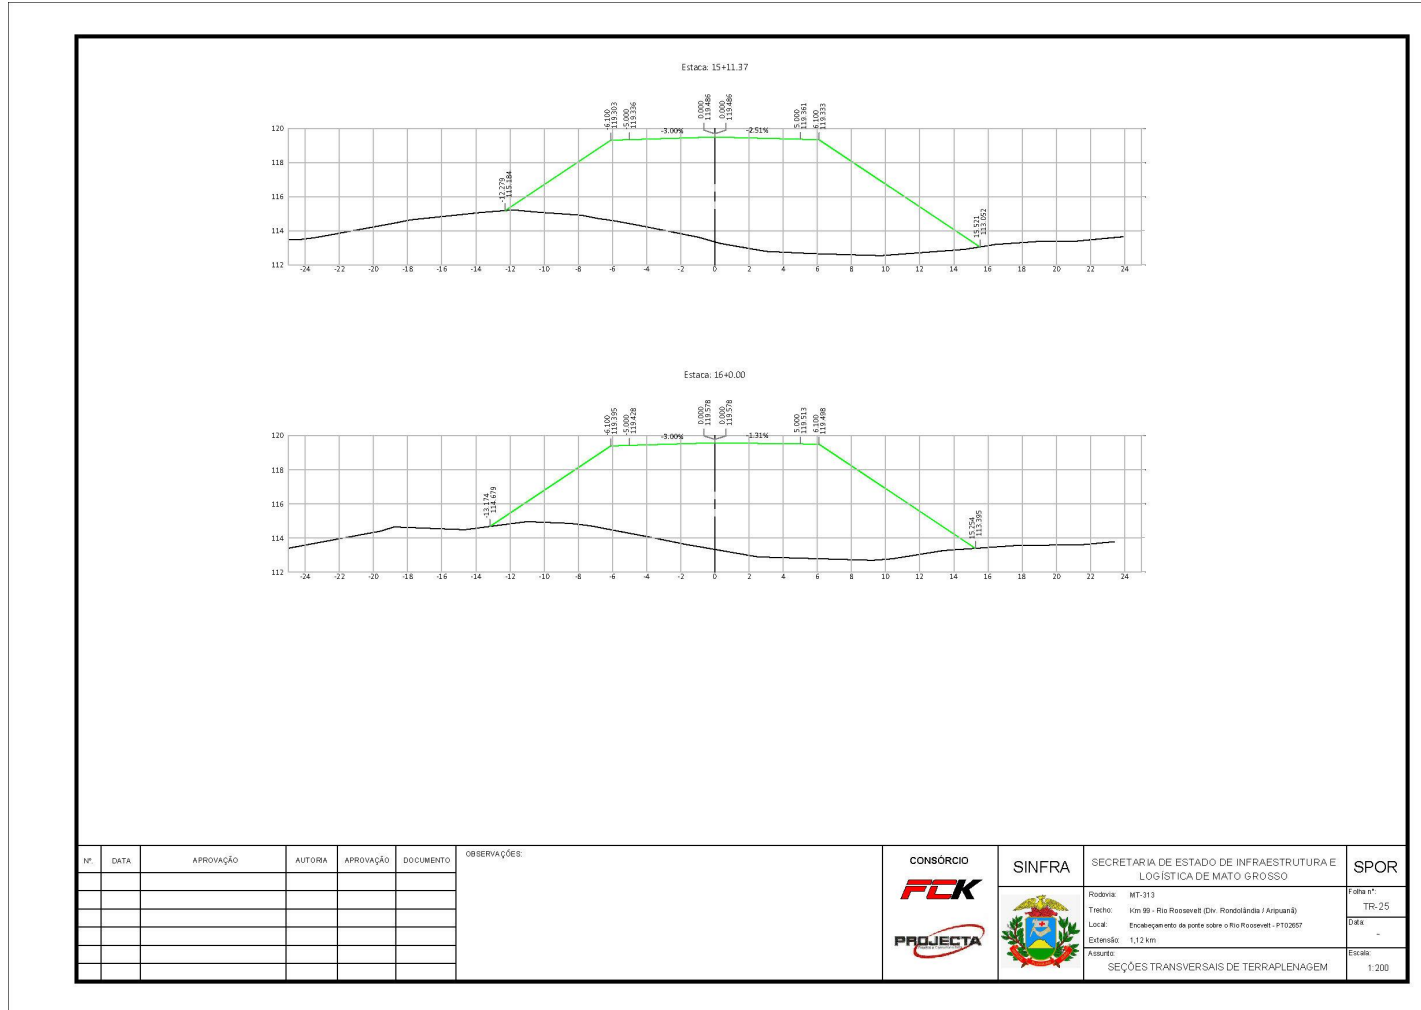 Estaca: 15+11.37
-6.100
119.303
-5.000
119.336
0.000
119.486
0.000
119.486
5.000
119.361
6.100
119.333
-3.00%
-2.51%
-12.279
115.184
15.521
113.052
120
118
116
114
112
-24 -22 -20 -18 -16 -14 -12 -10 -8 -6 -4 -2 0 2 4 6 8 10 12 14 16 18 20 22 24
Estaca: 16+0.00
-6.100
119.395
-5.000
119.428
0.000
119.578
0.000
119.578
5.000
119.513
6.100
119.498
-3.00%
-1.31%
-13.174
114.679
15.254
113.395
120
118
116
114
112
-24 -22 -20 -18 -16 -14 -12 -10 -8 -6 -4 -2 0 2 4 6 8 10 12 14 16 18 20 22 24
Nº. DATA APROVAÇÃO AUTORIA APROVAÇÃO DOCUMENTO
OBSERVAÇÕES:
CONSÓRCIO
FCK
PROJECTA
SINFRA
SECRETARIA DE ESTADO DE INFRAESTRUTURA E
LOGÍSTICA DE MATO GROSSO
Rodovia: MT-313
Trecho: Km 99 - Rio Roosevelt (Div. Rondolândia / Aripuanã)
Local: Encabeçamento da ponte sobre o Rio Roosevelt - PT02657
Extensão: 1,12 km
Assunto:
SEÇÕES TRANSVERSAIS DE TERRAPLENAGEM
SPOR
Folha nº:
TR-25
Data:
-
Escala:
1:200